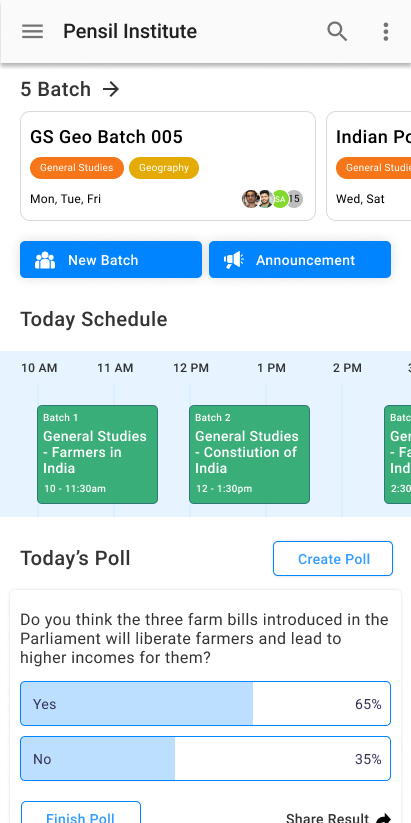 Pensil Institute
5 Batch
GS Geo Batch 005
General Studies
Geography
Mon, Tue, Fri
SA
15
Indian Po
General Studie
Wed, Sat
New Batch
Announcement
Today Schedule
10 AM
11 AM
12 PM
1 PM
2 PM
Batch 1
General Studies
- Farmers in
India
10 - 11:30am
Batch 2
General Studies
- Constiution of
India
12 - 1:30pm
Batc
Ger
- Fa
Ind
2:30
Today’s Poll
Create Poll
Do you think the three farm bills introduced in the
Parliament will liberate farmers and lead to
higher incomes for them?
Yes
65%
No
35%
Finish Poll
Share Result